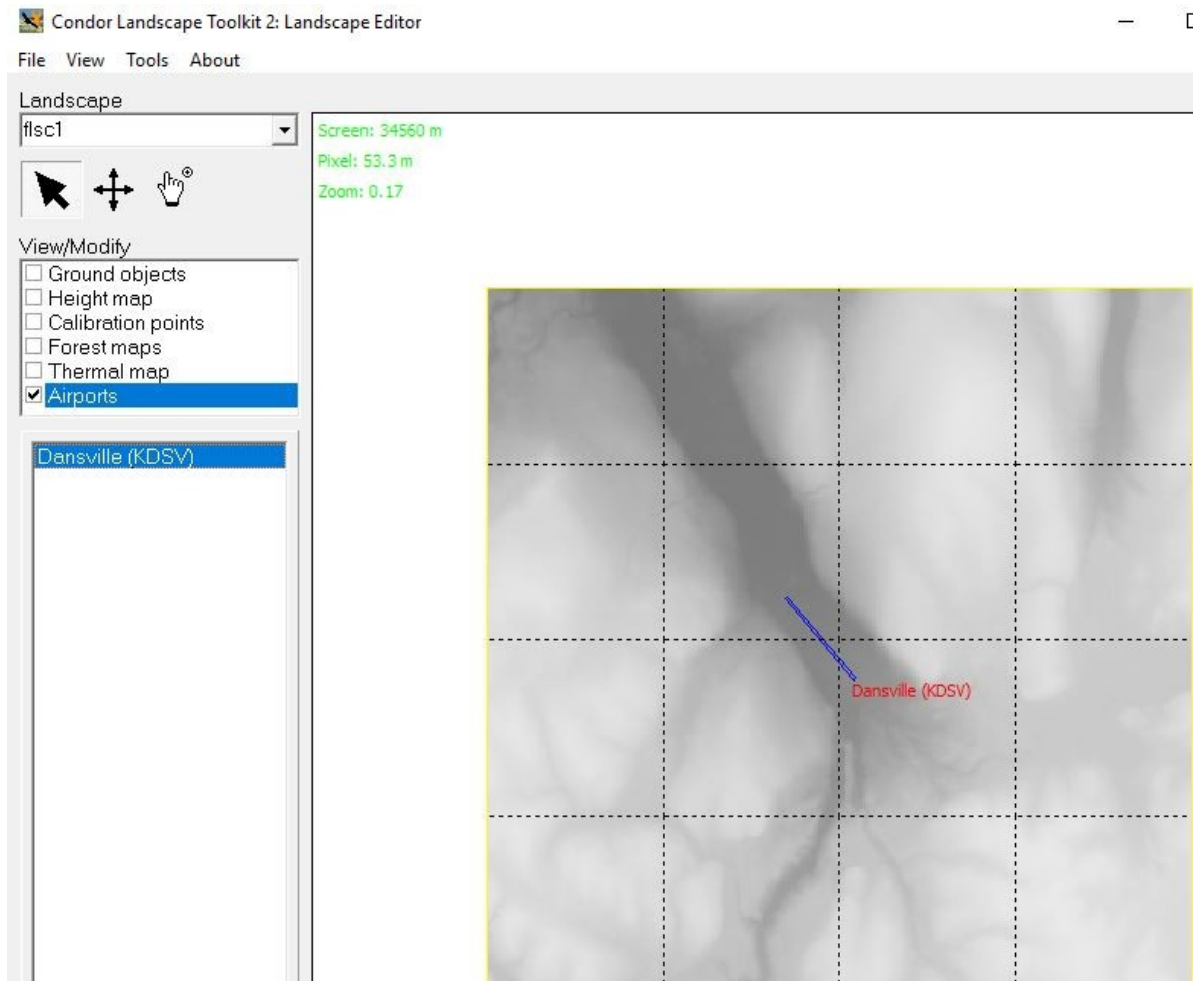 Condor Landscape Toolkit 2: Landscape Editor
File View Tools About
Landscape
flsc1
View/Modify
Ground objects
Height map
Calibration points
Forest maps
Thermal map
Airports
Dansville (KDSV)
Screen: 34560 m
Pixel: 53.3 m
Zoom: 0.17
Dansville (KDSV)